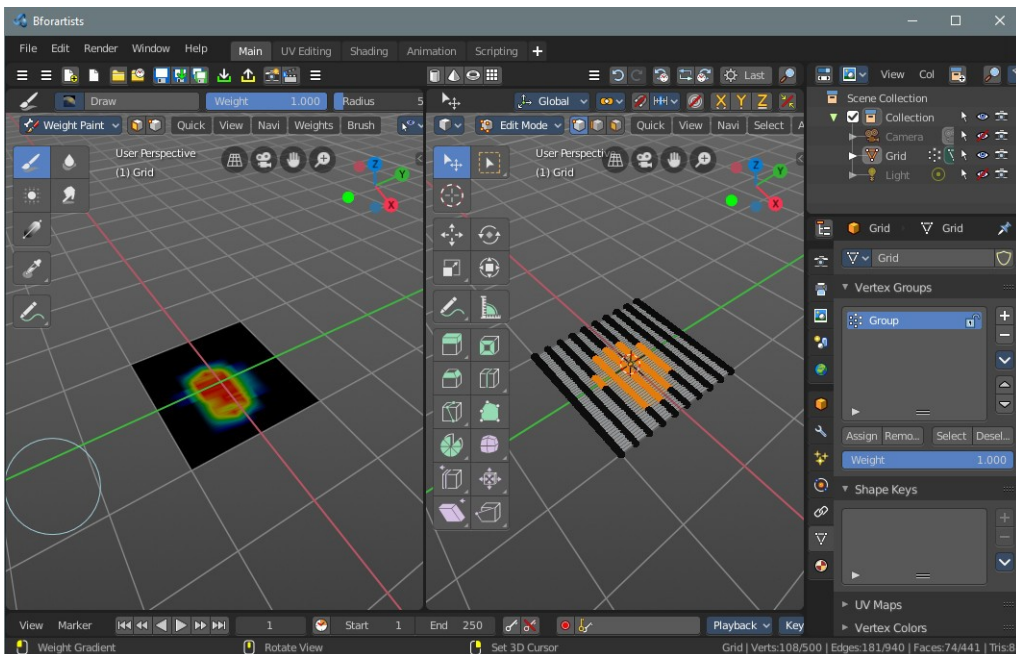 Bforartists
File Edit Render Window Help Main UV Editing Shading Animation Scripting +
Last View Col
Draw Weight 1.000 Radius 5 Global X Y Z Scene Collection
Weight Paint Quick View Navi Weights Brush Edit Mode Quick View Navi Select A Collection
Camera
User Perspective User Perspective Grid
(1) Grid (1) Grid Light
Z Y X Z Y X
Grid Grid
Grid
Vertex Groups
Group
Assign Remo... Select Desel...
Weight 1.000
Shape Keys
UV Maps
Vertex Colors
View Marker 1 Start 1 End 250 Playback Key
Weight Gradient Rotate View Set 3D Cursor Grid | Verts:108/500 | Edges:181/940 | Faces:74/441 | Tris:8